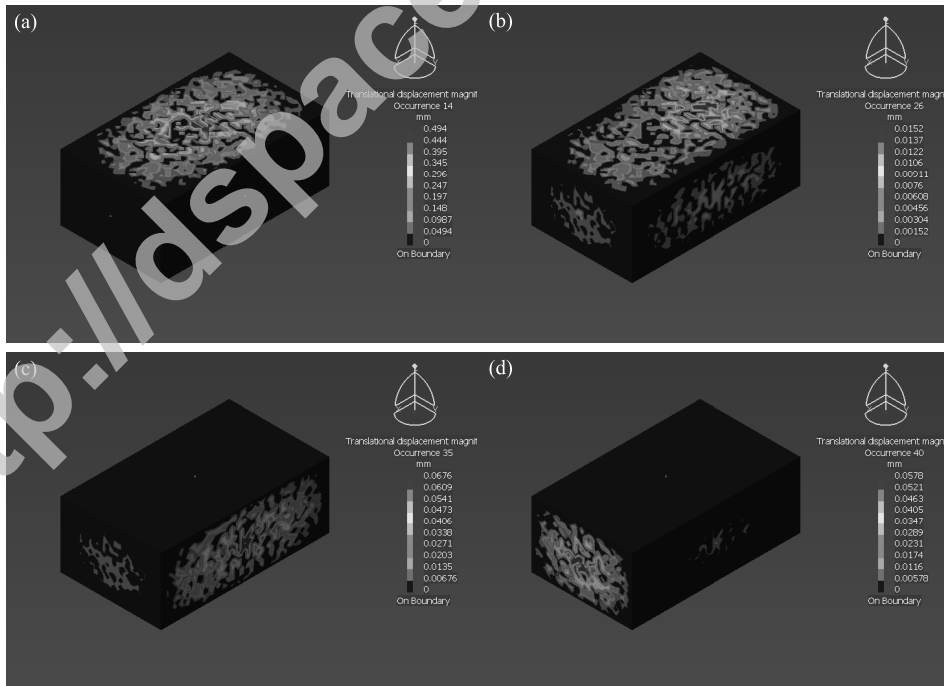 (a)
Translational displacement magnit
Occurrence 14
mm
0.494
0.444
0.395
0.345
0.296
0.247
0.197
0.148
0.0987
0.0494
0
On Boundary
(b)
Translational displacement magni
Occurrence 26
mm
0.0152
0.0137
0.0122
0.0106
0.00911
0.0076
0.00608
0.00456
0.00304
0.00152
0
On Boundary
(c)
Translational displacement magnit
Occurrence 35
mm
0.0676
0.0609
0.0541
0.0473
0.0406
0.0338
0.0271
0.0203
0.0135
0.00676
0
On Boundary
(d)
Translational displacement magnit
Occurrence 40
mm
0.0578
0.0521
0.0463
0.0405
0.0347
0.0289
0.0231
0.0174
0.0116
0.00578
0
On Boundary
tp://dspace